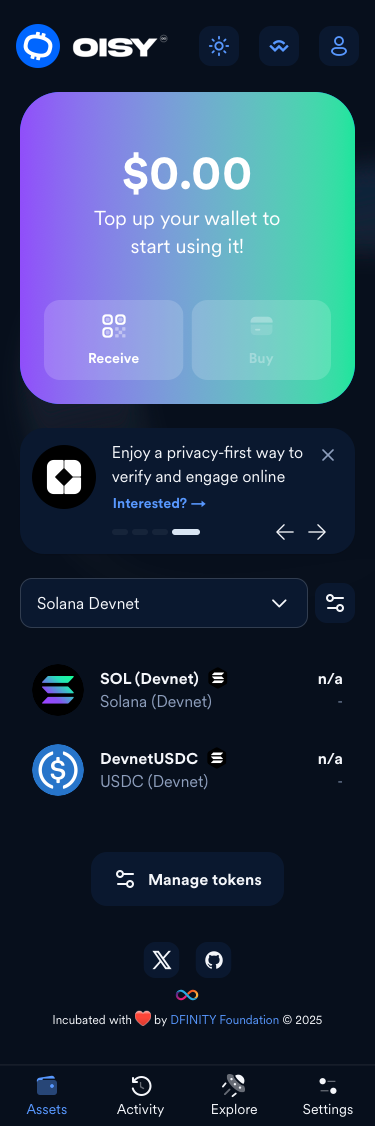 OISY
$0.00
Top up your wallet to
start using it!
Receive
Buy
Enjoy a privacy-first way to
verify and engage online
Interested? →
Solana Devnet
SOL (Devnet)
n/a
Solana (Devnet)
-
DevnetUSDC
n/a
USDC (Devnet)
-
Manage tokens
Incubated with ❤️ by DFINITY Foundation © 2025
Assets
Activity
Explore
Settings